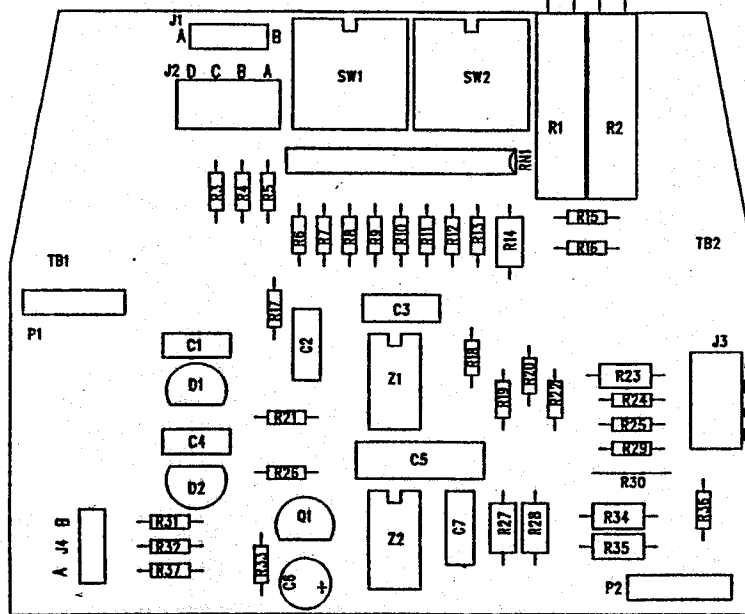 J1
A B
J2 D C B A
SW1 SW2
R1 R2
RN1
R3 R4 R5
R6 R7 R8 R9 R10 R11 R12 R13 R14
R15
R16
TB1 TB2
P1
R17
C3
C2
C1
Z1
R18
J3
D1
R19 R20 R22
R23
R24
R21
R25
C4
R29
C5
R26
R30
D2
Q1
R36
B
J4
A
R31
R32
R37
R33
C6 +
Z2
C7
R27 R28
R34
R35
P2